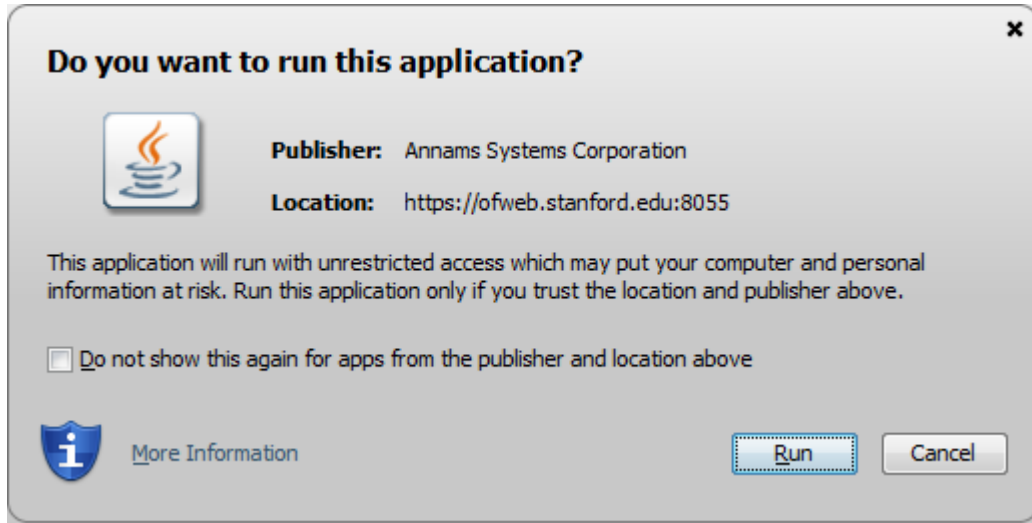 Do you want to run this application?
Publisher: Annams Systems Corporation
Location: https://ofweb.stanford.edu:8055
This application will run with unrestricted access which may put your computer and personal
information at risk. Run this application only if you trust the location and publisher above.
Do not show this again for apps from the publisher and location above
More Information
Run
Cancel